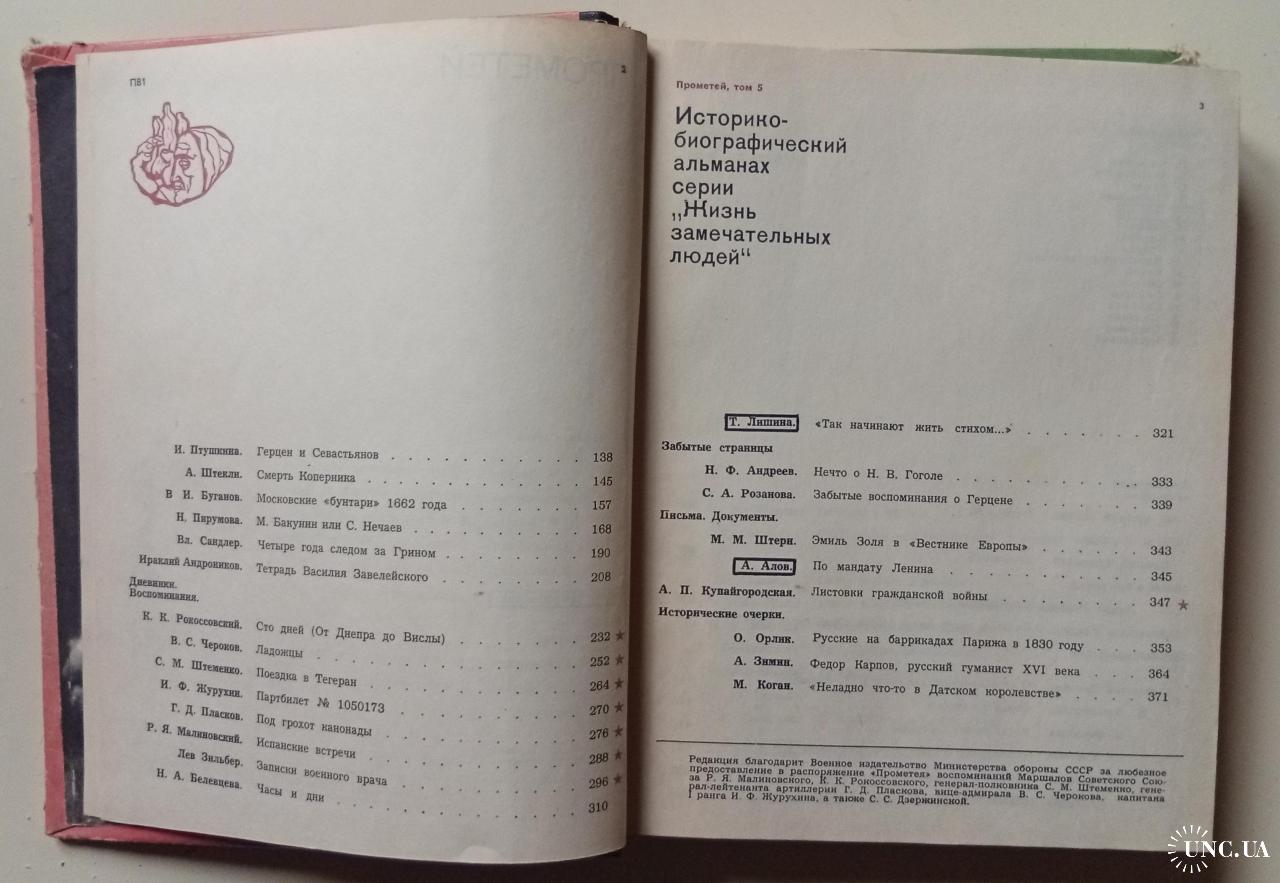 П81
2
И. Птушкина. Герцен и Севастьянов . . . . . . . . . . 138
А. Штекли. Смерть Коперника . . . . . . . . . . . 145
В И. Буганов. Московские «бунтари» 1662 года . . . . . . 157
Н. Пирумова. М. Бакунин или С. Нечаев . . . . . . . . . 168
Вл. Сандлер. Четыре года следом за Грином . . . . . . . 190
Ираклий Андроников. Тетрадь Василия Завелейского . . . . . . . 208
Дневники.
Воспоминания.
К. К. Рокоссовский. Сто дней (От Днепра до Вислы) . . . . . . . 232 ★
В. С. Чероков. Ладожцы . . . . . . . . . . . . . 252 ★
С. М. Штеменко. Поездка в Тегеран . . . . . . . . . . . 264 ★
И. Ф. Журухин. Партбилет № 1050173 . . . . . . . . . . 270 ★
Г. Д. Пласков. Под грохот канонады . . . . . . . . . . 276 ★
Р. Я. Малиновский. Испанские встречи . . . . . . . . . . . 288 ★
Лев Зильбер. Записки военного врача . . . . . . . . . 296 ★
Н. А. Белевцева. Часы и дни . . . . . . . . . . . . 310
Прометей, том 5
3
Историко-
биографический
альманах
серии
„Жизнь
замечательных
людей“
Т. Лишина. «Так начинают жить стихом...» . . . . . . . 321
Забытые страницы
Н. Ф. Андреев. Нечто о Н. В. Гоголе . . . . . . . . . . 333
С. А. Розанова. Забытые воспоминания о Герцене . . . . . . 339
Письма. Документы.
М. М. Штерн. Эмиль Золя в «Вестнике Европы» . . . . . . 343
А. Алов. По мандату Ленина . . . . . . . . . . . 345
А. П. Купайгородская. Листовки гражданской войны . . . . . . . . 347 ★
Исторические очерки.
О. Орлик. Русские на баррикадах Парижа в 1830 году . . . 353
А. Зимин. Федор Карпов, русский гуманист XVI века . . . 364
М. Коган. «Неладно что-то в Датском королевстве» . . . . 371
Редакция благодарит Военное издательство Министерства обороны СССР за любезное
предоставление в распоряжение «Прометея» воспоминаний Маршалов Советского Сою-
за Р. Я. Малиновского, К. К. Рокоссовского, генерал-полковника С. М. Штеменко, гене-
рал-лейтенанта артиллерии Г. Д. Пласкова, вице-адмирала В. С. Черокова, капитана
I ранга И. Ф. Журухина, а также С. С. Дзержинской.
UNC.UA